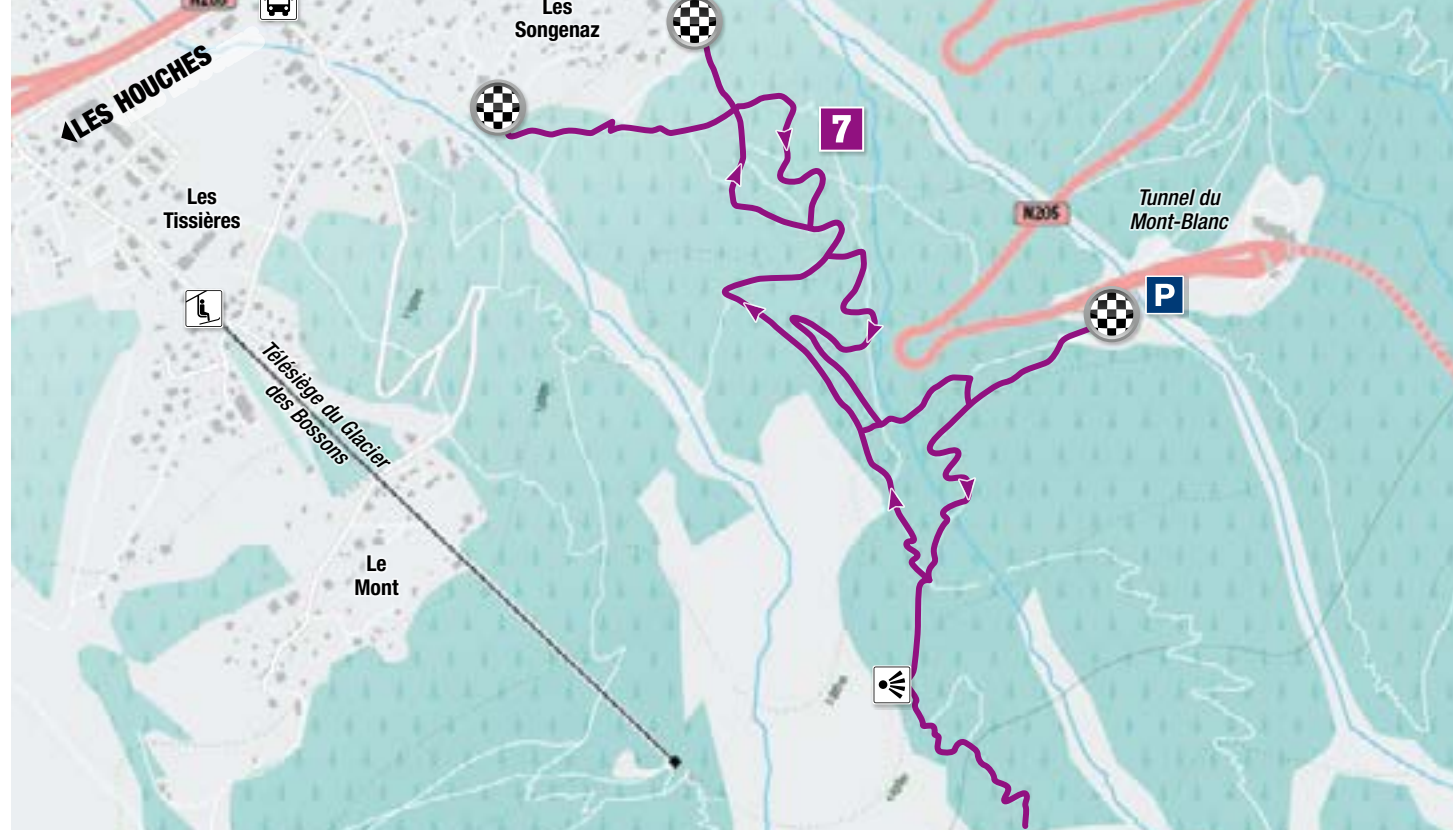 Les
Songenaz
LES HOUCHES
7
Les
Tissières
N205
Tunnel du
Mont-Blanc
P
Télésiège du Glacier
des Bossons
Le
Mont